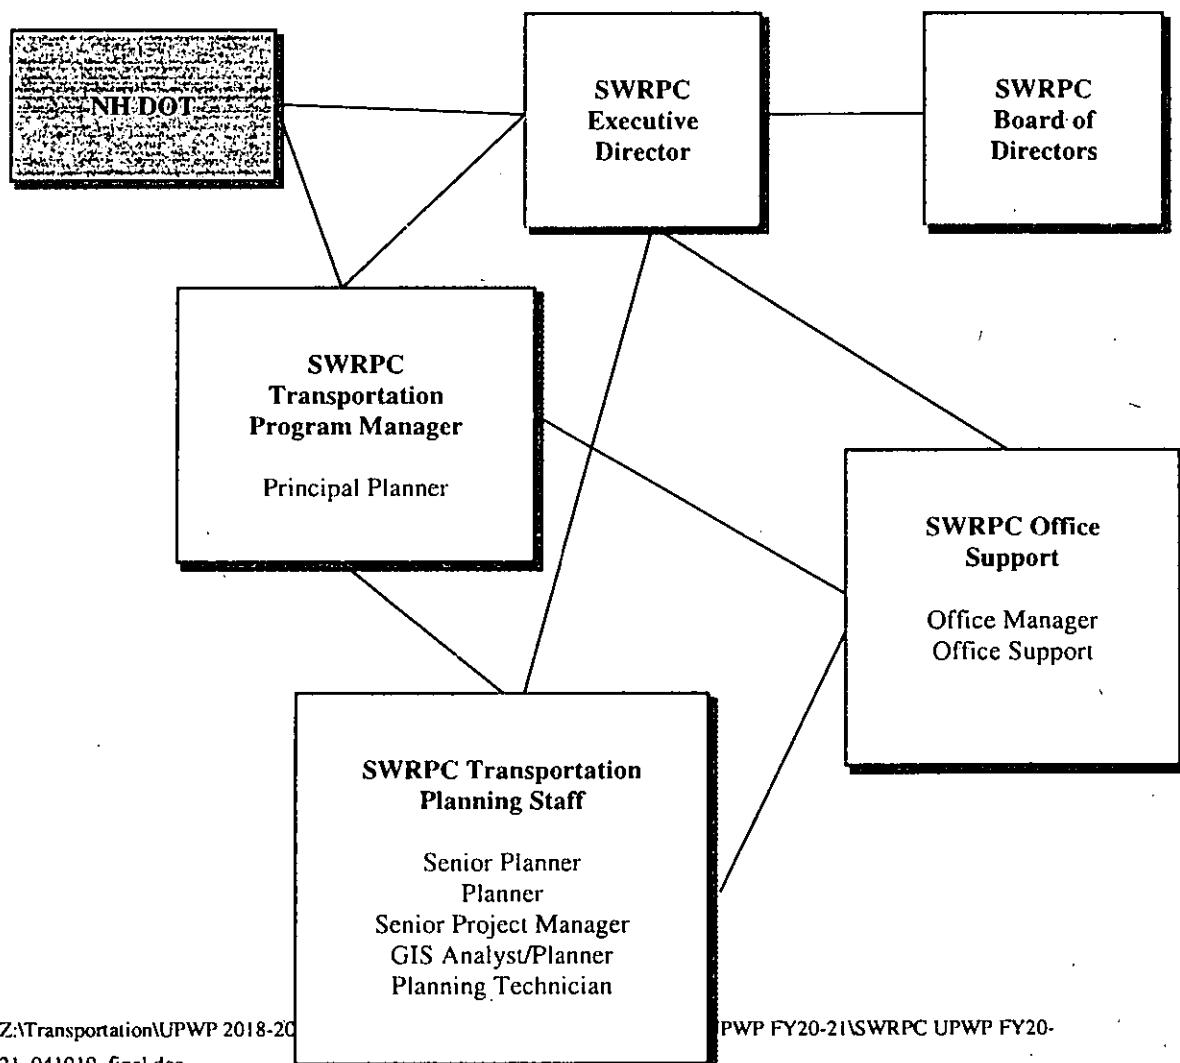 NH DOT
SWRPC
Executive
Director
SWRPC
Board of
Directors
SWRPC
Transportation
Program Manager
Principal Planner
SWRPC Office
Support
Office Manager
Office Support
SWRPC Transportation
Planning Staff
Senior Planner
Planner
Senior Project Manager
GIS Analyst/Planner
Planning Technician
Z:\Transportation\UPWP 2018-20 PWP FY20-21\SWRPC UPWP FY20-